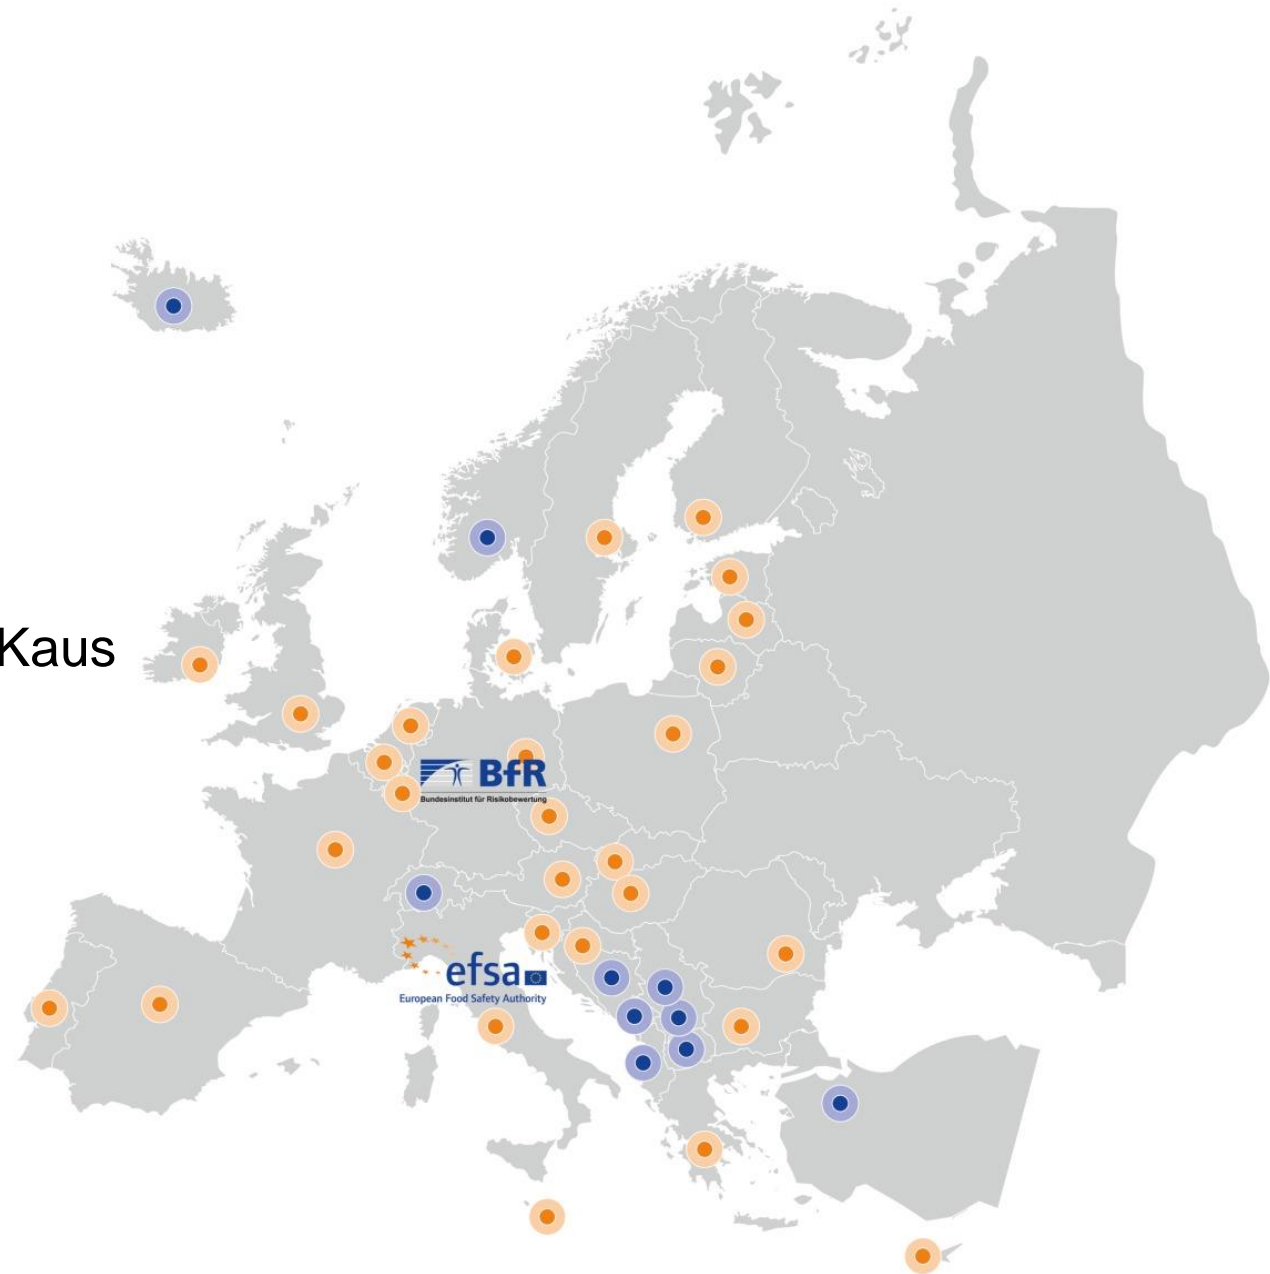 Kaus
BfR
Bundesinstitut für Risikobewertung
efsa
European Food Safety Authority